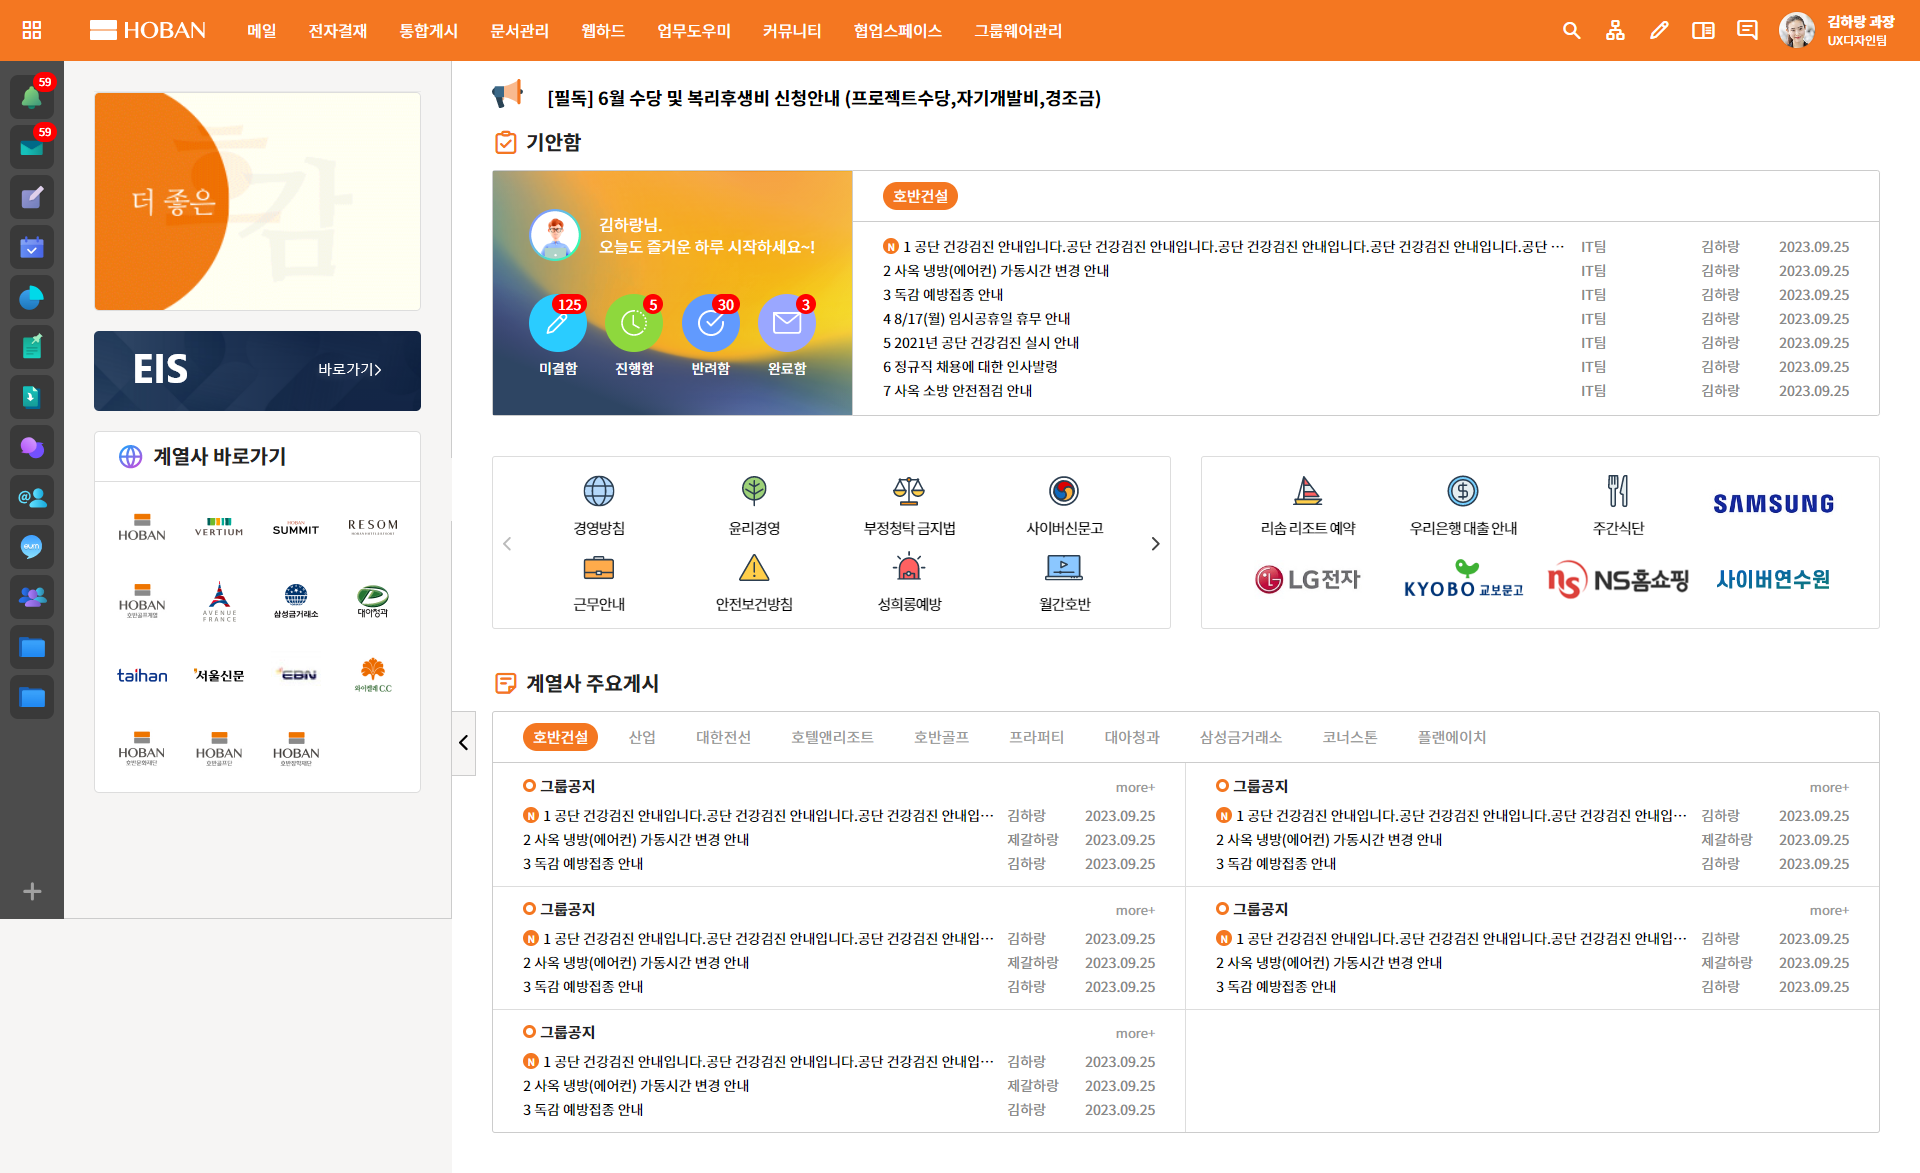 HOBAN 메일 전자결재 통합게시 문서관리 웹하드 업무도우미 커뮤니티 협업스페이스 그룹웨어관리
김하랑 과장
UX디자인팀
59
59
@
eum
호감
더 좋은
EIS 바로가기>
계열사 바로가기
HOBAN VERTIUM HOBAN SUMMIT RESOM
HOBAN 호반골프계열 AVENUE FRANCE 삼성금거래소 대아청과
taihan 서울신문 EBN 와이켈레 C.C
HOBAN 호반문화재단 HOBAN 호반골프단 HOBAN 호반장학재단
[필독] 6월 수당 및 복리후생비 신청안내 (프로젝트수당,자기개발비,경조금)
기안함
김하랑님.
오늘도 즐거운 하루 시작하세요~!
125 5 30 3
미결함 진행함 반려함 완료함
호반건설
N 1 공단 건강검진 안내입니다.공단 건강검진 안내입니다.공단 건강검진 안내입니다.공단 건강검진 안내입니다.공단 … IT팀 김하랑 2023.09.25
2 사옥 냉방(에어컨) 가동시간 변경 안내 IT팀 김하랑 2023.09.25
3 독감 예방접종 안내 IT팀 김하랑 2023.09.25
4 8/17(월) 임시공휴일 휴무 안내 IT팀 김하랑 2023.09.25
5 2021년 공단 건강검진 실시 안내 IT팀 김하랑 2023.09.25
6 정규직 채용에 대한 인사발령 IT팀 김하랑 2023.09.25
7 사옥 소방 안전점검 안내 IT팀 김하랑 2023.09.25
경영방침 윤리경영 부정청탁 금지법 사이버신문고
근무안내 안전보건방침 성희롱예방 월간호반
리솜 리조트 예약 우리은행 대출 안내 주간식단 SAMSUNG
LG전자 KYOBO 교보문고 ns NS홈쇼핑 사이버연수원
계열사 주요게시
호반건설 산업 대한전선 호텔앤리조트 호반골프 프라퍼티 대아청과 삼성금거래소 코너스톤 플랜에이치
그룹공지 more+
N 1 공단 건강검진 안내입니다.공단 건강검진 안내입니다.공단 건강검진 안내입… 김하랑 2023.09.25
2 사옥 냉방(에어컨) 가동시간 변경 안내 제갈하랑 2023.09.25
3 독감 예방접종 안내 김하랑 2023.09.25
그룹공지 more+
N 1 공단 건강검진 안내입니다.공단 건강검진 안내입니다.공단 건강검진 안내입… 김하랑 2023.09.25
2 사옥 냉방(에어컨) 가동시간 변경 안내 제갈하랑 2023.09.25
3 독감 예방접종 안내 김하랑 2023.09.25
그룹공지 more+
N 1 공단 건강검진 안내입니다.공단 건강검진 안내입니다.공단 건강검진 안내입… 김하랑 2023.09.25
2 사옥 냉방(에어컨) 가동시간 변경 안내 제갈하랑 2023.09.25
3 독감 예방접종 안내 김하랑 2023.09.25
그룹공지 more+
N 1 공단 건강검진 안내입니다.공단 건강검진 안내입니다.공단 건강검진 안내입… 김하랑 2023.09.25
2 사옥 냉방(에어컨) 가동시간 변경 안내 제갈하랑 2023.09.25
3 독감 예방접종 안내 김하랑 2023.09.25
그룹공지 more+
N 1 공단 건강검진 안내입니다.공단 건강검진 안내입니다.공단 건강검진 안내입… 김하랑 2023.09.25
2 사옥 냉방(에어컨) 가동시간 변경 안내 제갈하랑 2023.09.25
3 독감 예방접종 안내 김하랑 2023.09.25